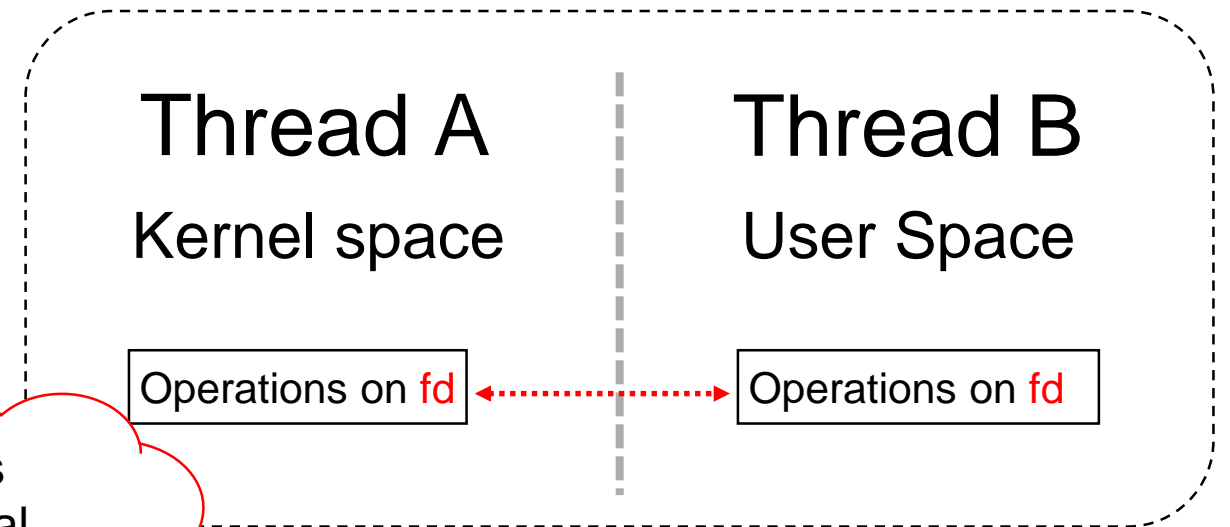 Thread A
Thread B
Kernel space
User Space
Operations on fd
Operations on fd